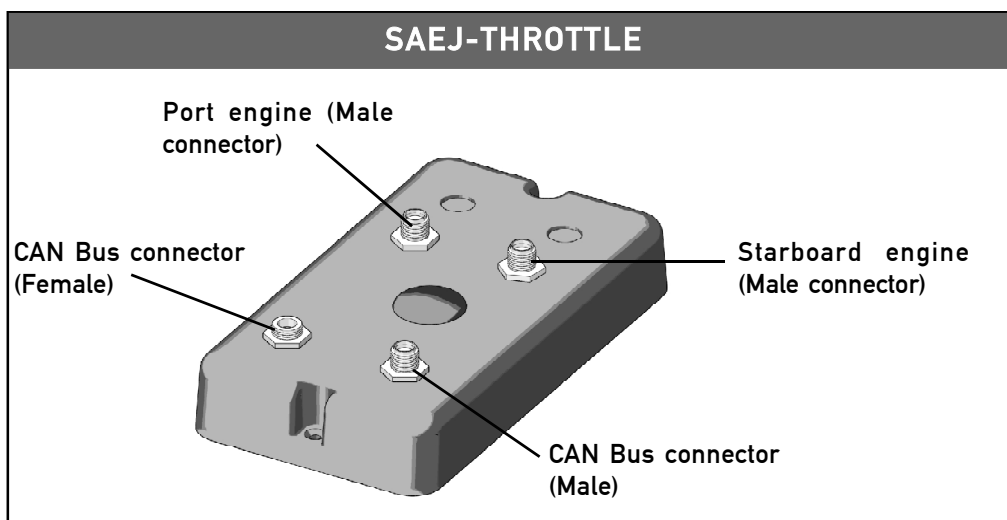 SAEJ-THROTTLE
Port engine (Male
connector)
CAN Bus connector
(Female)
Starboard engine
(Male connector)
CAN Bus connector
(Male)